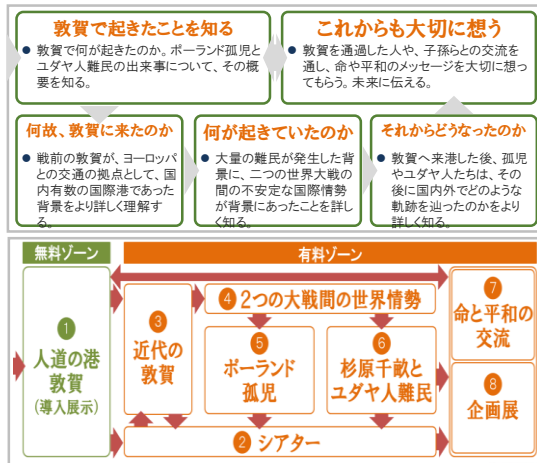 敦賀で起きたことを知る
● 敦賀で何が起きたのか。ポーランド孤児と
ユダヤ人難民の出来事について、その概
要を知る。
これからも大切に想う
● 敦賀を通過した人や、子孫らとの交流を
通し、命や平和のメッセージを大切に想っ
てもらう。未来に伝える。
何故、敦賀に来たのか
● 戦前の敦賀が、ヨーロッパ
との交通の拠点として、国
内有数の国際港であった
背景をより詳しく理解す
る。
何が起きていたのか
● 大量の難民が発生した背
景に、二つの世界大戦の
間の不安定な国際情勢
が背景にあったことを詳し
く知る。
それからどうなったのか
● 敦賀へ来港した後、孤児
やユダヤ人たちは、その
後に国内外でどのような
軌跡を辿ったのかをより
詳しく知る。
無料ゾーン
有料ゾーン
1
人道の港
敦賀
(導入展示)
3
近代の
敦賀
4 2つの大戦間の世界情勢
5
ポーランド
孤児
6
杉原千畝と
ユダヤ人難民
7
命と平和の
交流
8
企画展
2 シアター